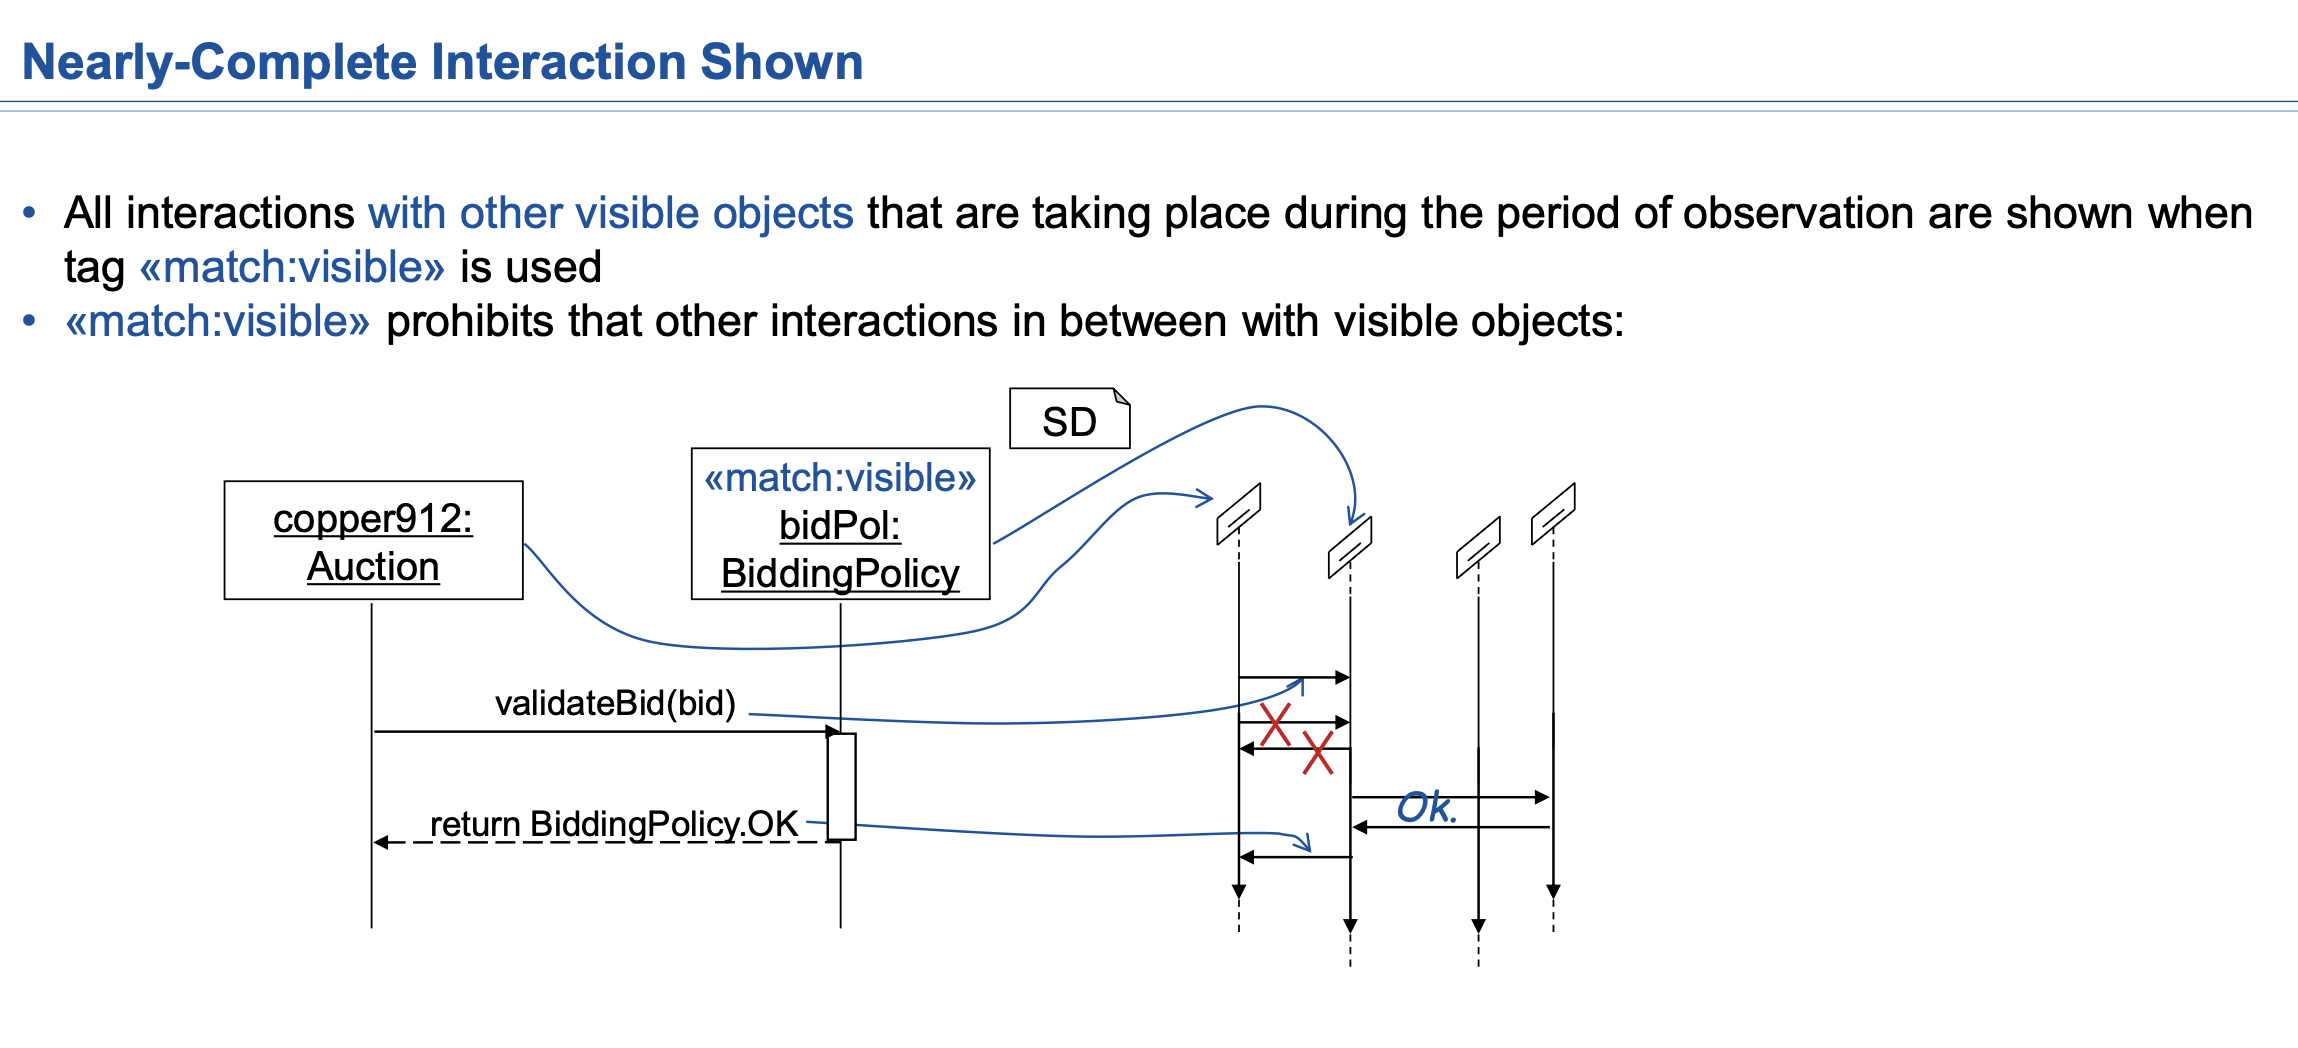 Nearly-Complete Interaction Shown
• All interactions with other visible objects that are taking place during the period of observation are shown when
tag «match:visible» is used
• «match:visible» prohibits that other interactions in between with visible objects:
SD
copper912:
Auction
«match:visible»
bidPol:
BiddingPolicy
validateBid(bid)
return BiddingPolicy.OK
Ok.